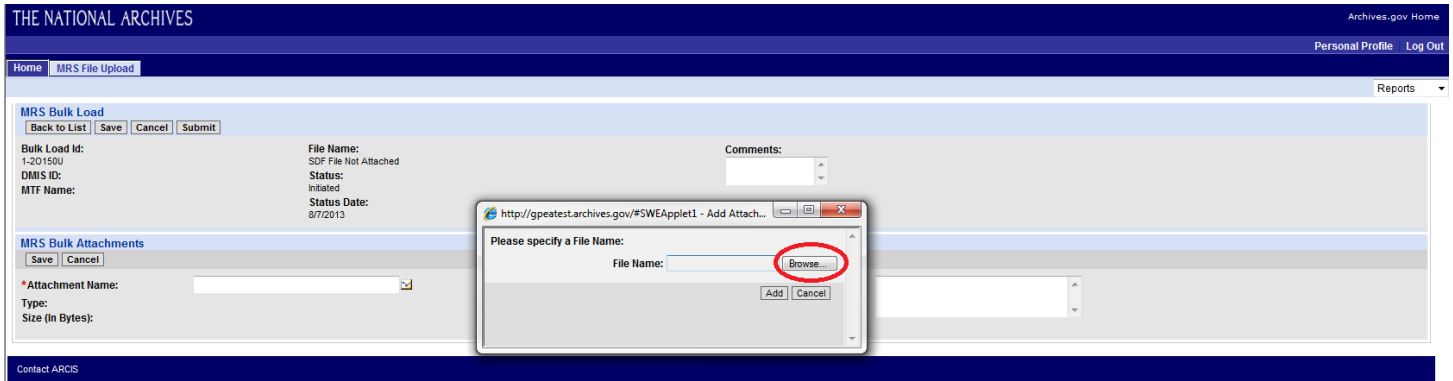 THE NATIONAL ARCHIVES
Archives.gov Home
Personal Profile Log Out
Home MRS File Upload
Reports
MRS Bulk Load
Back to List Save Cancel Submit
Bulk Load Id:
1-2O150U
DMIS ID:
MTF Name:
File Name:
SDF File Not Attached
Status:
Initiated
Status Date:
8/7/2013
Comments:
http://gpeatest.archives.gov/#SWEApplet1 - Add Attach...
Please specify a File Name:
File Name: Browse...
Add Cancel
MRS Bulk Attachments
Save Cancel
*Attachment Name:
Type:
Size (In Bytes):
Contact ARCIS